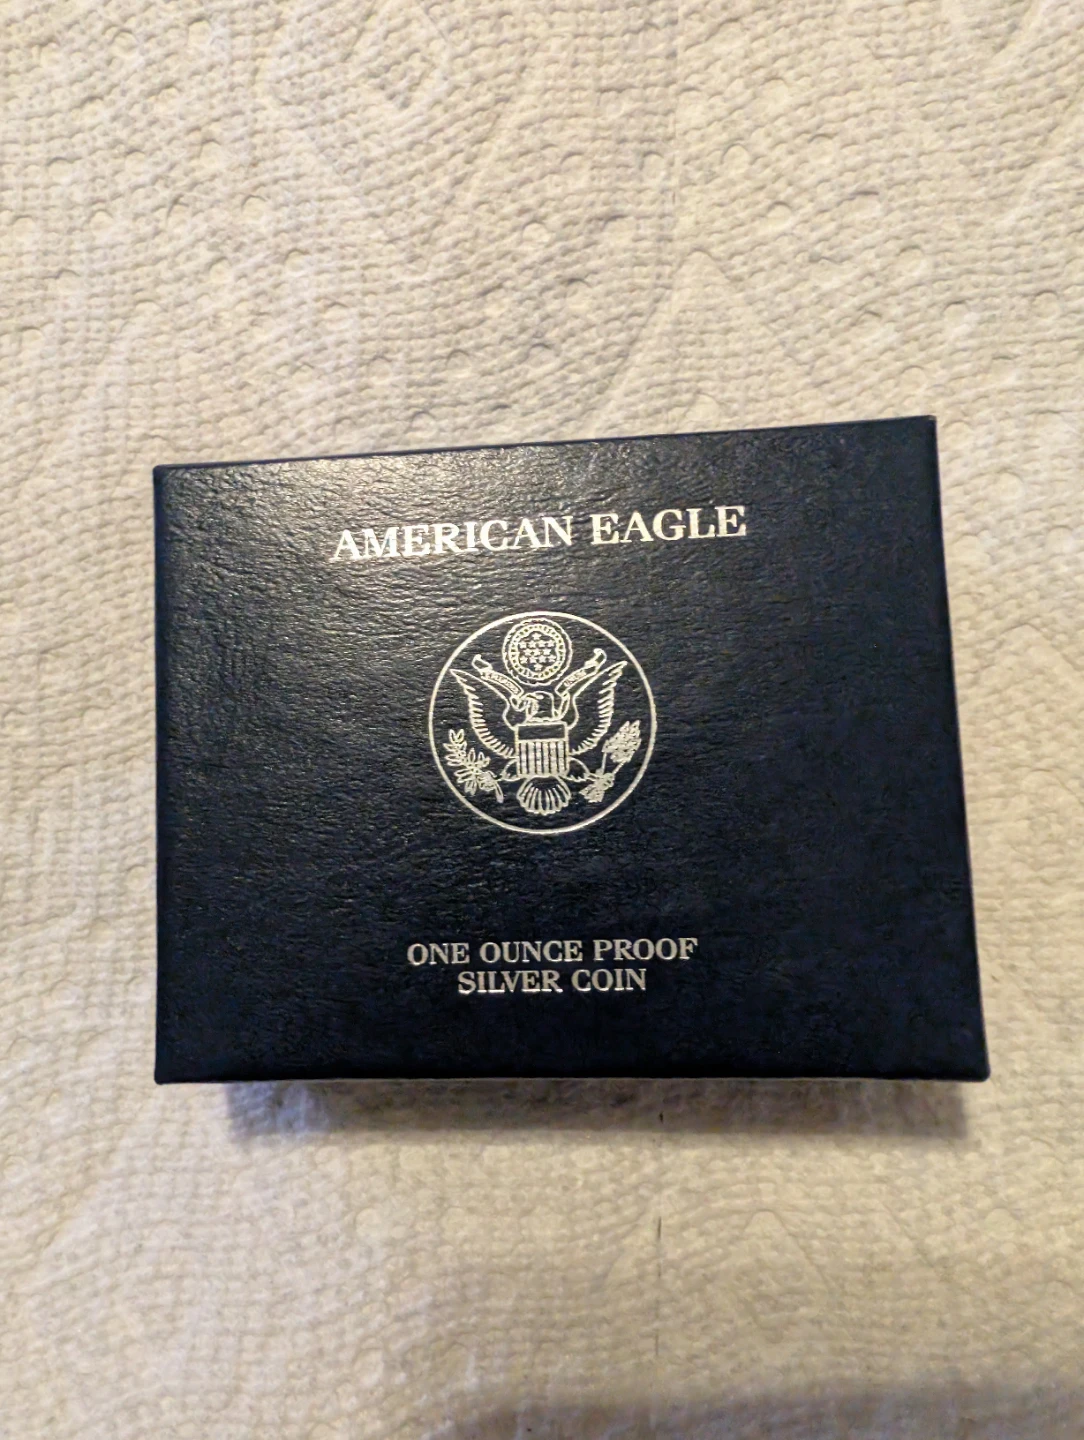 AMERICAN EAGLE
ONE OUNCE PROOF
SILVER COIN